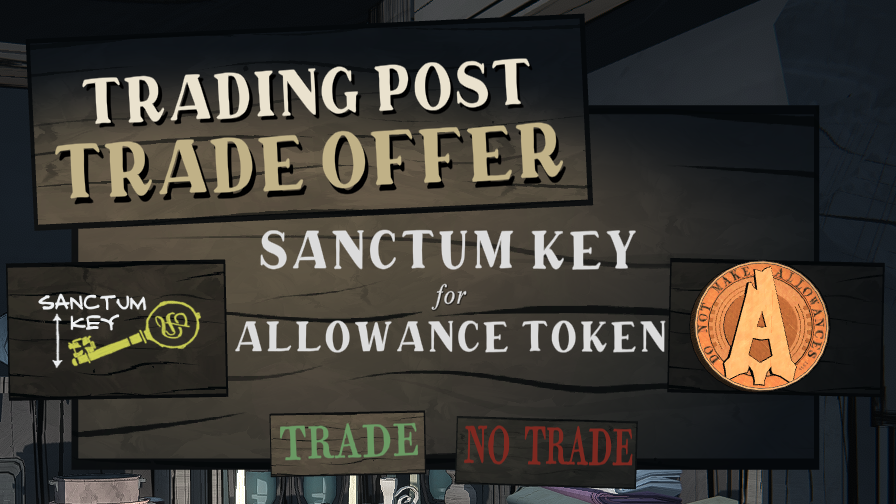 TRADING POST
TRADE OFFER
SANCTUM KEY
for
ALLOWANCE TOKEN
SANCTUM
KEY
DO NOT MAKE ALLOWANCES
A
TRADE
NO TRADE